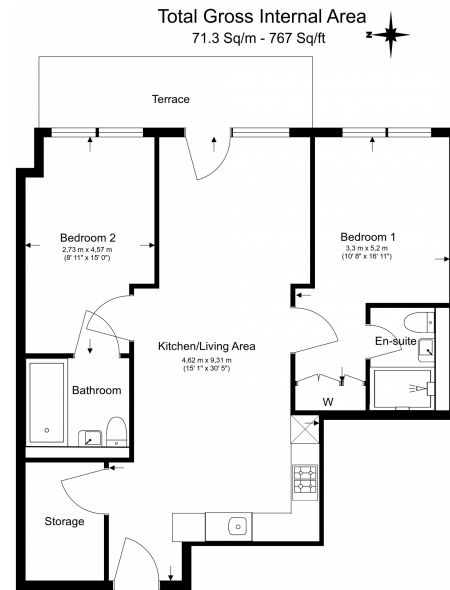 Total Gross Internal Area
71.3 Sq/m - 767 Sq/ft
N
Terrace
Bedroom 2
2,73 m x 4,57 m
(8' 11" x 15' 0")
Bedroom 1
3,3 m x 5,2 m
(10' 8" x 16' 11")
Kitchen/Living Area
4,62 m x 9,31 m
(15' 1" x 30' 5")
En-suite
Bathroom
W
Storage